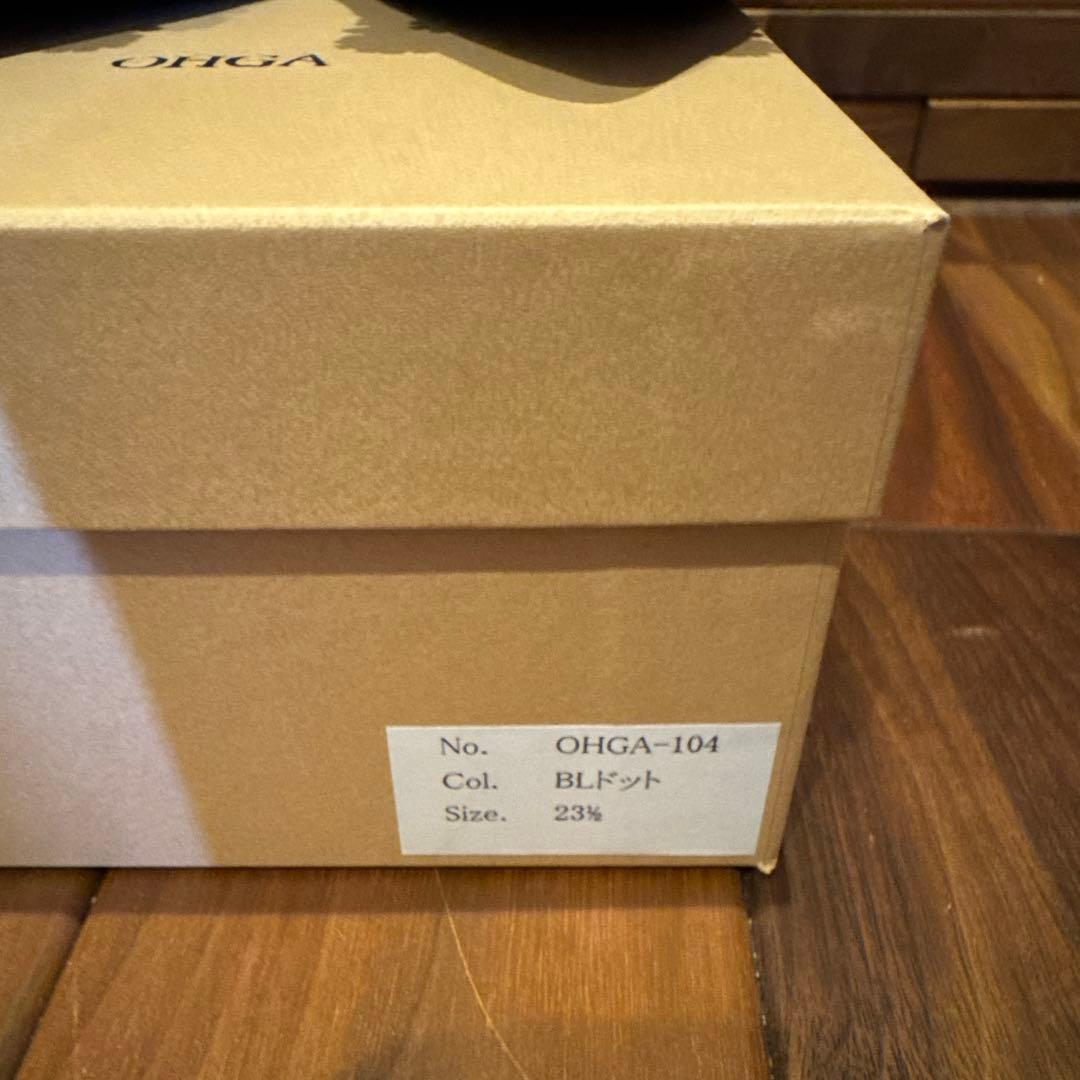 OHGA
No. OHGA-104
Col. BLドット
Size. 23½